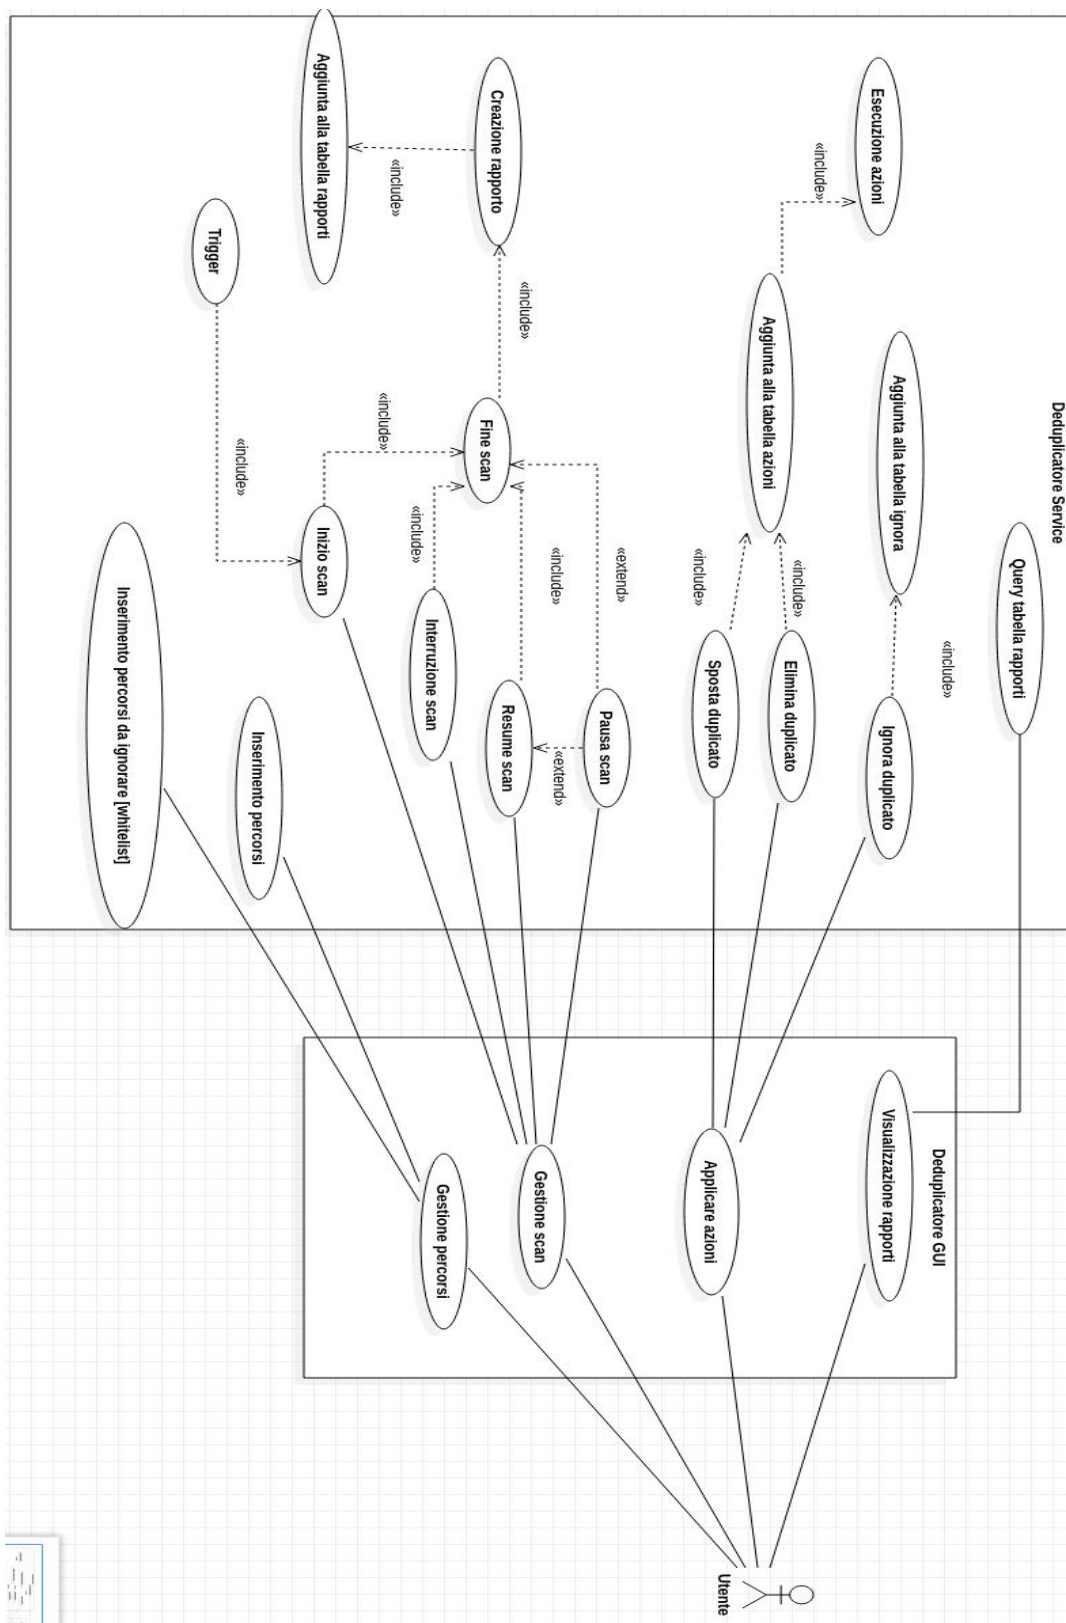 Deduplicatore Service
Query tabella rapporti
Esecuzione azioni
«include»
Aggiunta alla tabella azioni
Aggiunta alla tabella ignora
«include»
Ignora duplicato
«include»
Elimina duplicato
«include»
Sposta duplicato
Creazione rapporto
«include»
Aggiunta alla tabella rapporti
«include»
Fine scan
«extend»
Pausa scan
«extend»
«include»
Resume scan
«include»
Interruzione scan
«include»
Inizio scan
Trigger
«include»
Inserimento percorsi
Inserimento percorsi da ignorare [whitelist]
Deduplicatore GUI
Visualizzazione rapporti
Applicare azioni
Gestione scan
Gestione percorsi
Utente